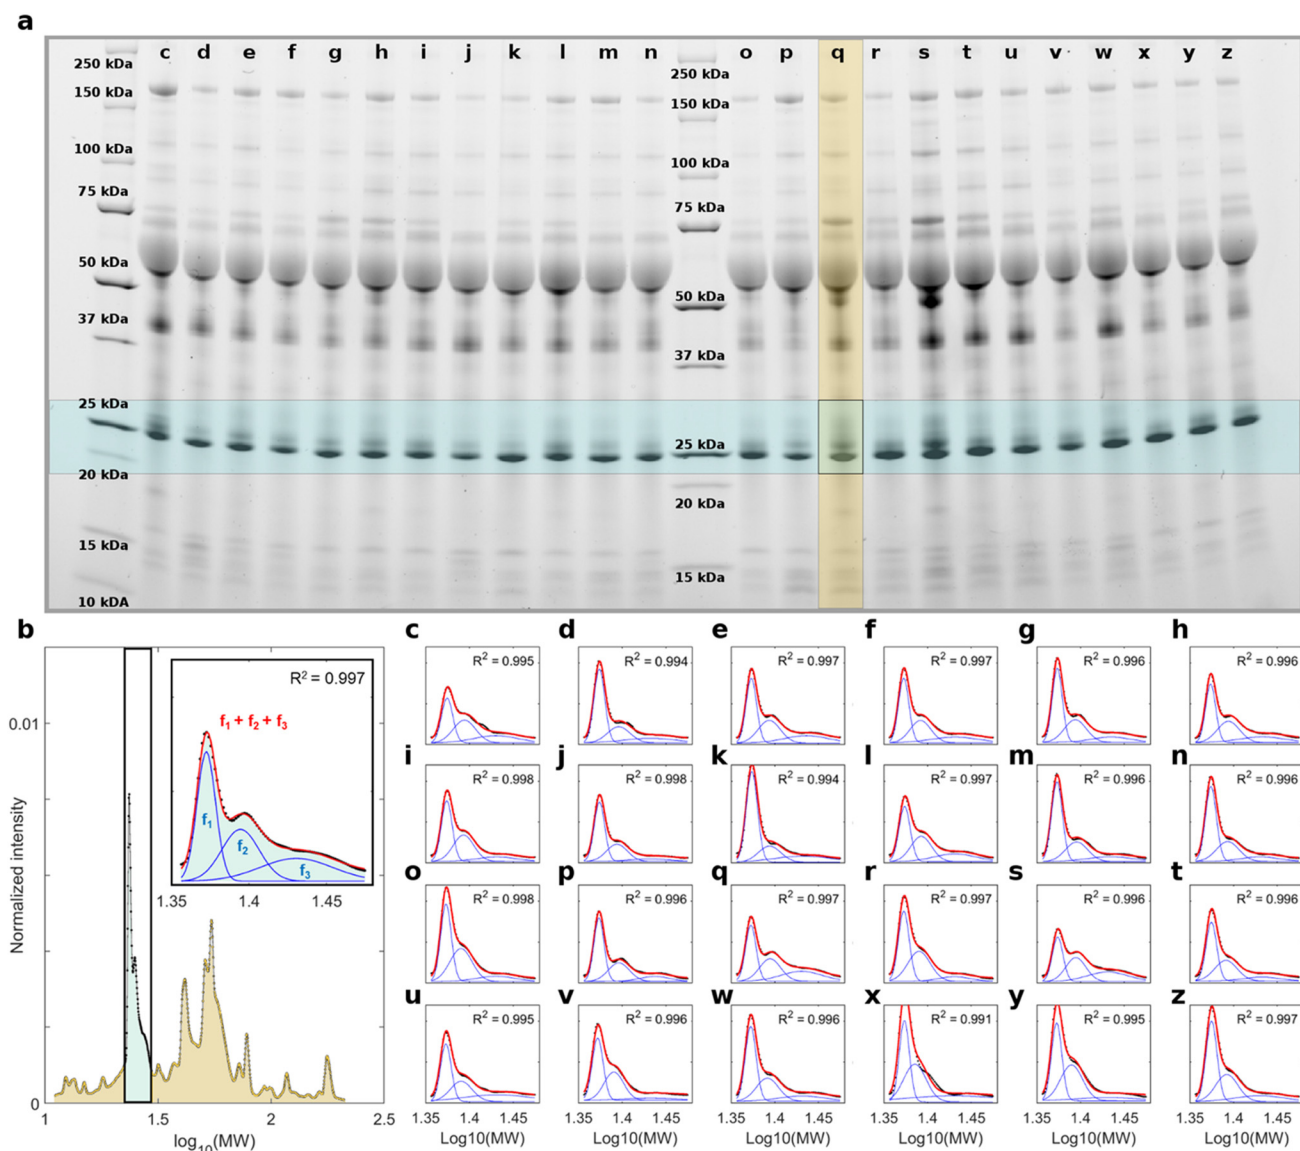 a
c d e f g h i j k l m n o p q r s t u v w x y z
250 kDa
150 kDa
100 kDa
75 kDa
50 kDa
37 kDa
25 kDa
20 kDa
15 kDa
10 kDA
250 kDa
150 kDa
100 kDa
75 kDa
50 kDa
37 kDa
25 kDa
20 kDa
15 kDa
b
0.01
0
Normalized intensity
R² = 0.997
f₁ + f₂ + f₃
f₁
f₂
f₃
1.35 1.4 1.45
1 1.5 2 2.5
log₁₀(MW)
c d e f g h
R² = 0.995 R² = 0.994 R² = 0.997 R² = 0.997 R² = 0.996 R² = 0.996
i j k l m n
R² = 0.998 R² = 0.998 R² = 0.994 R² = 0.997 R² = 0.996 R² = 0.996
o p q r s t
R² = 0.998 R² = 0.996 R² = 0.997 R² = 0.997 R² = 0.996 R² = 0.996
u v w x y z
R² = 0.995 R² = 0.996 R² = 0.996 R² = 0.991 R² = 0.995 R² = 0.997
1.35 1.4 1.45 1.35 1.4 1.45 1.35 1.4 1.45 1.35 1.4 1.45 1.35 1.4 1.45 1.35 1.4 1.45
Log10(MW) Log10(MW) Log10(MW) Log10(MW) Log10(MW) Log10(MW)